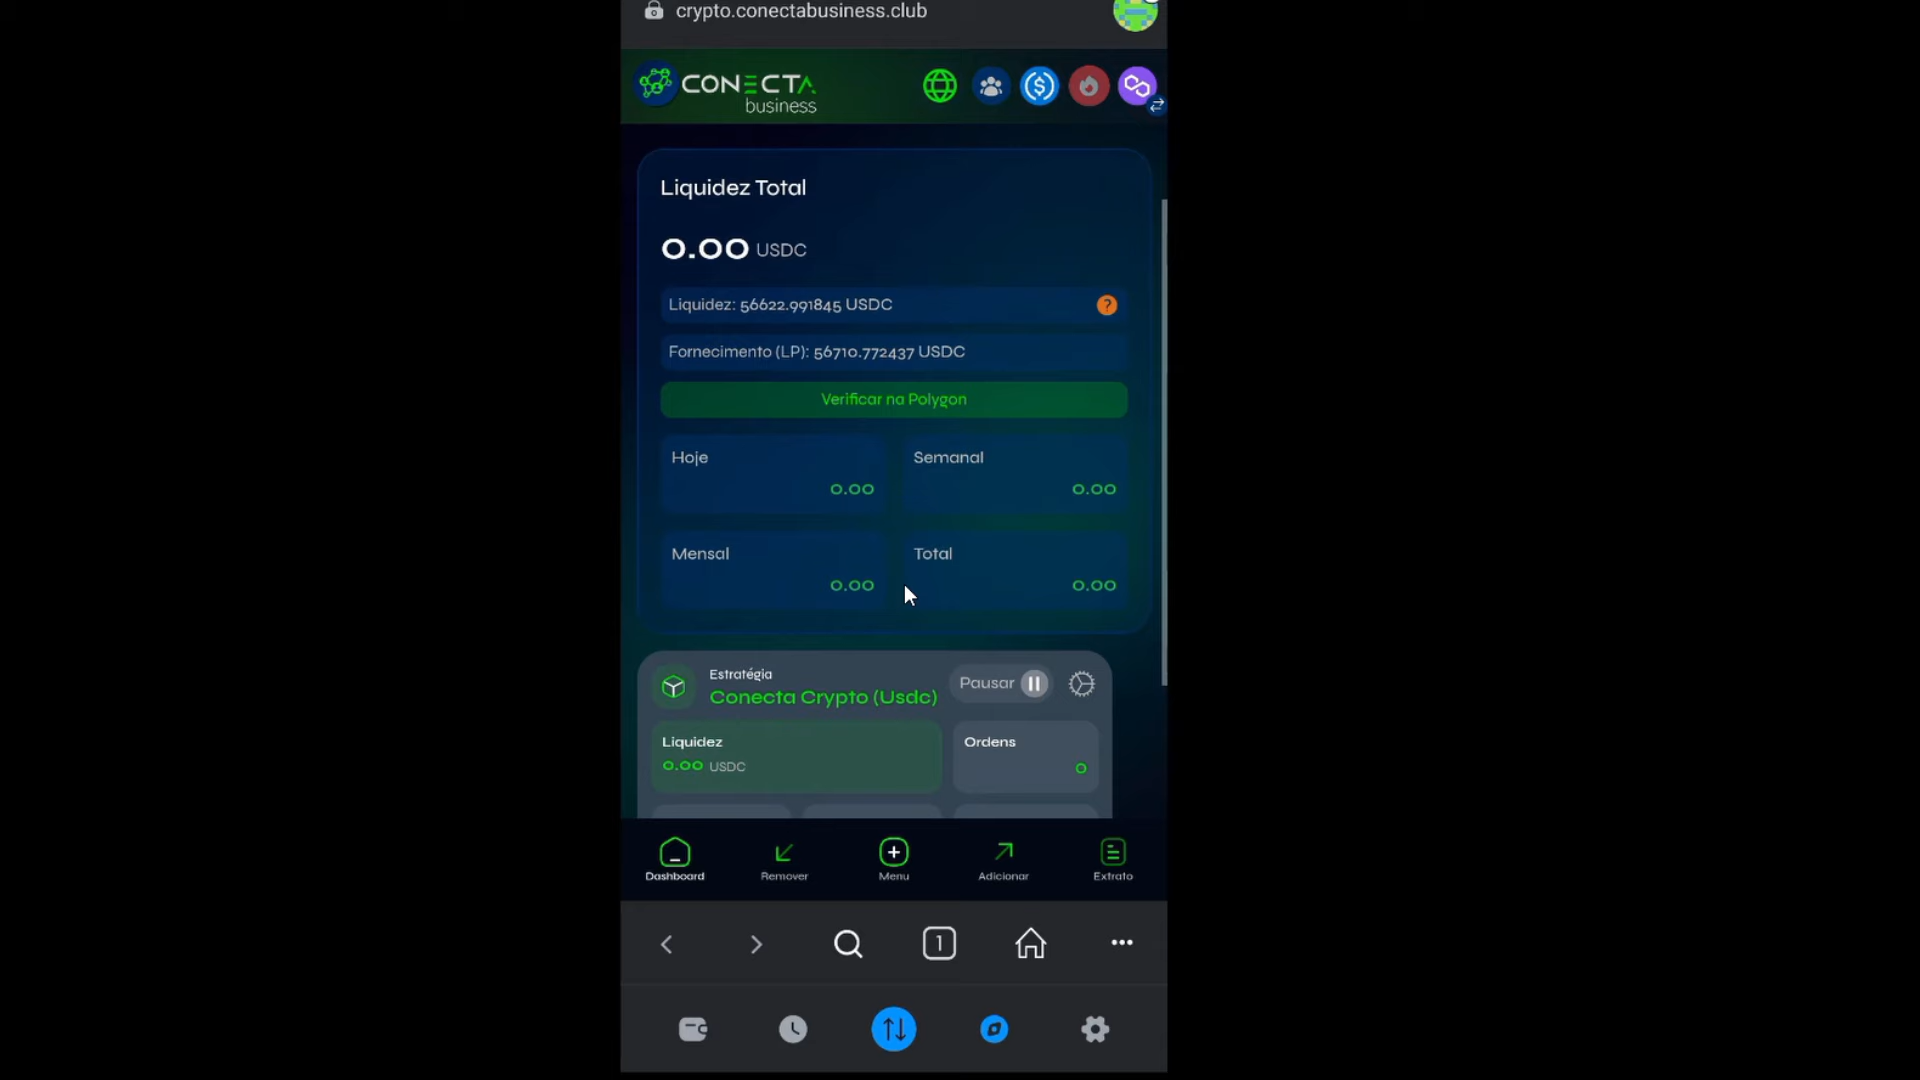 crypto.conectabusiness.club
CONECTA
business
Liquidez Total
0.00 USDC
Liquidez: 56622.991845 USDC
?
Fornecimento (LP): 56710.772437 USDC
Verificar na Polygon
Hoje
0.00
Semanal
0.00
Mensal
0.00
Total
0.00
Estratégia
Conecta Crypto (Usdc)
Pausar
Liquidez
0.00 USDC
Ordens
0
Dashboard
Remover
Menu
Adicionar
Extrato
1